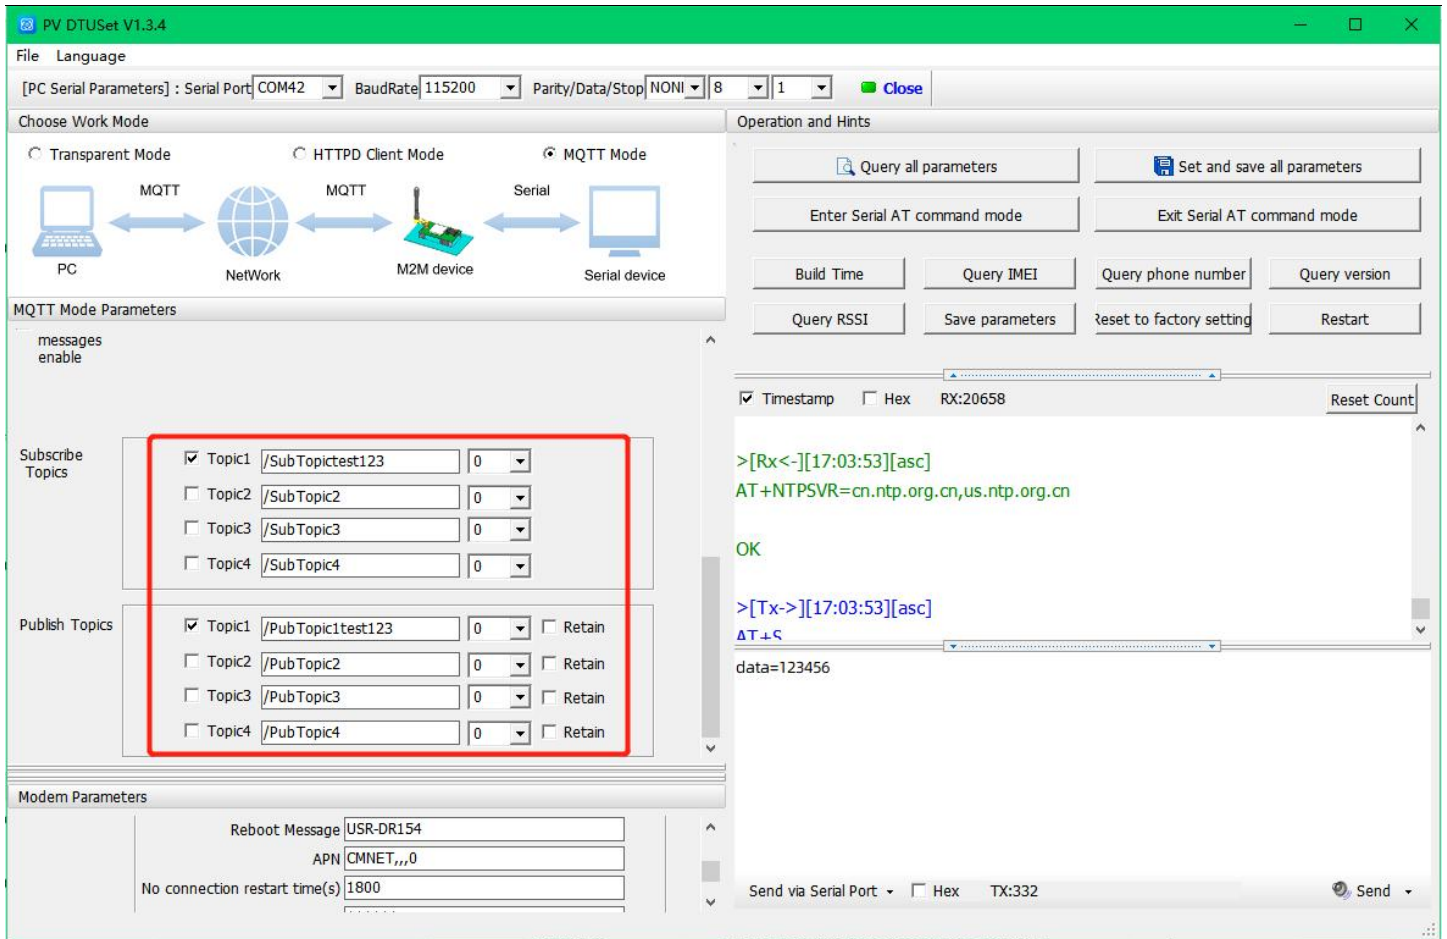 PV DTUSet V1.3.4
File Language
[PC Serial Parameters] : Serial Port COM42 BaudRate 115200 Parity/Data/Stop NONI 8 1 Close
Choose Work Mode
Transparent Mode HTTPD Client Mode MQTT Mode
MQTT MQTT Serial
PC NetWork M2M device Serial device
MQTT Mode Parameters
messages
enable
Subscribe
Topics
Topic1 /SubTopictest123 0
Topic2 /SubTopic2 0
Topic3 /SubTopic3 0
Topic4 /SubTopic4 0
Publish Topics
Topic1 /PubTopic1test123 0 Retain
Topic2 /PubTopic2 0 Retain
Topic3 /PubTopic3 0 Retain
Topic4 /PubTopic4 0 Retain
Modem Parameters
Reboot Message USR-DR154
APN CMNET,,,0
No connection restart time(s) 1800
Operation and Hints
Query all parameters Set and save all parameters
Enter Serial AT command mode Exit Serial AT command mode
Build Time Query IMEI Query phone number Query version
Query RSSI Save parameters Reset to factory setting Restart
Timestamp Hex RX:20658 Reset Count
>[Rx<-][17:03:53][asc]
AT+NTPSVR=cn.ntp.org.cn,us.ntp.org.cn
OK
>[Tx->][17:03:53][asc]
AT+S
data=123456
Send via Serial Port Hex TX:332 Send